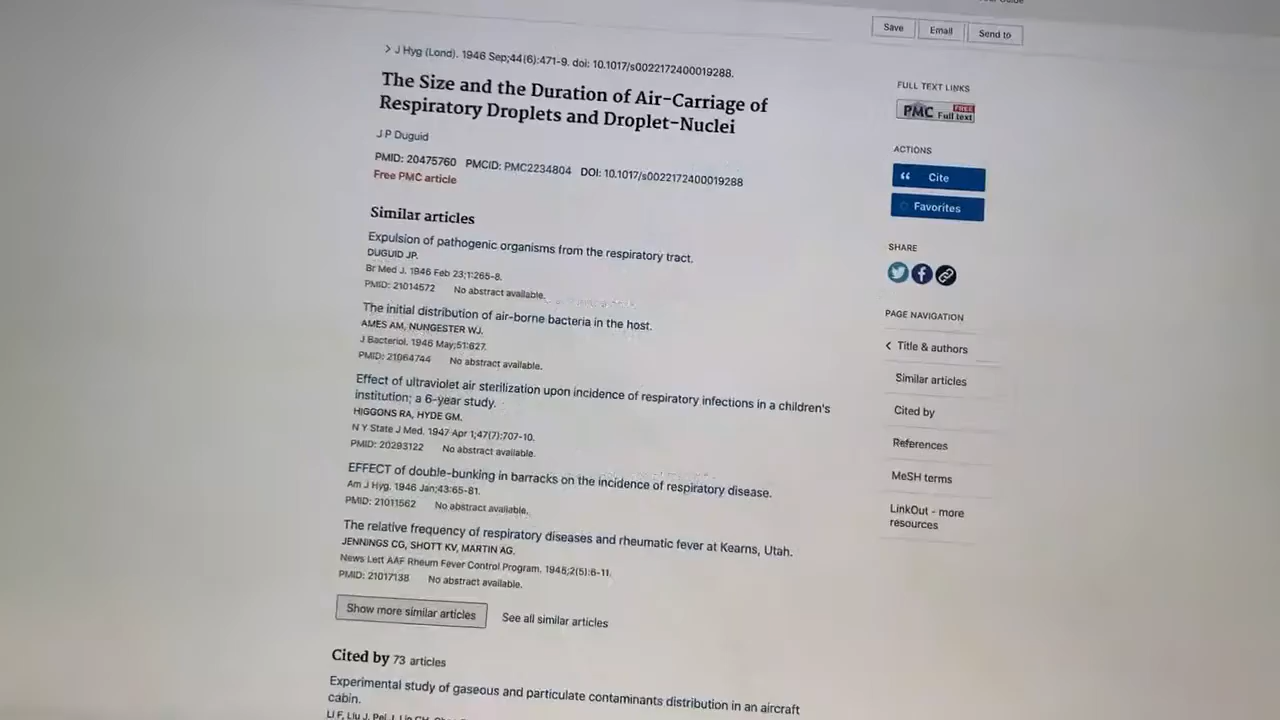 Save
Email
Send to
> J Hyg (Lond). 1946 Sep;44(6):471-9. doi: 10.1017/s0022172400019288.
The Size and the Duration of Air-Carriage of
Respiratory Droplets and Droplet-Nuclei
J P Duguid
PMID: 20475760 PMCID: PMC2234804 DOI: 10.1017/s0022172400019288
Free PMC article
Similar articles
Expulsion of pathogenic organisms from the respiratory tract.
DUGUID JP.
Br Med J. 1946 Feb 23;1:265-8.
PMID: 21014572 No abstract available.
The initial distribution of air-borne bacteria in the host.
AMES AM, NUNGESTER WJ.
J Bacteriol. 1946 May;51:627.
PMID: 21064744 No abstract available.
Effect of ultraviolet air sterilization upon incidence of respiratory infections in a children's
institution; a 6-year study.
HIGGONS RA, HYDE GM.
N Y State J Med. 1947 Apr 1;47(7):707-10.
PMID: 20293122 No abstract available.
EFFECT of double-bunking in barracks on the incidence of respiratory disease.
Am J Hyg. 1946 Jan;43:65-81.
PMID: 21011562 No abstract available.
The relative frequency of respiratory diseases and rheumatic fever at Kearns, Utah.
JENNINGS CG, SHOTT KV, MARTIN AG.
News Lett AAF Rheum Fever Control Program. 1945;2(5):6-11.
PMID: 21017138 No abstract available.
Show more similar articles
See all similar articles
Cited by 73 articles
Experimental study of gaseous and particulate contaminants distribution in an aircraft
cabin.
Li F, Liu J, Pei J,
FULL TEXT LINKS
PMC FREE Full text
ACTIONS
Cite
Favorites
SHARE
PAGE NAVIGATION
< Title & authors
Similar articles
Cited by
References
MeSH terms
LinkOut - more
resources